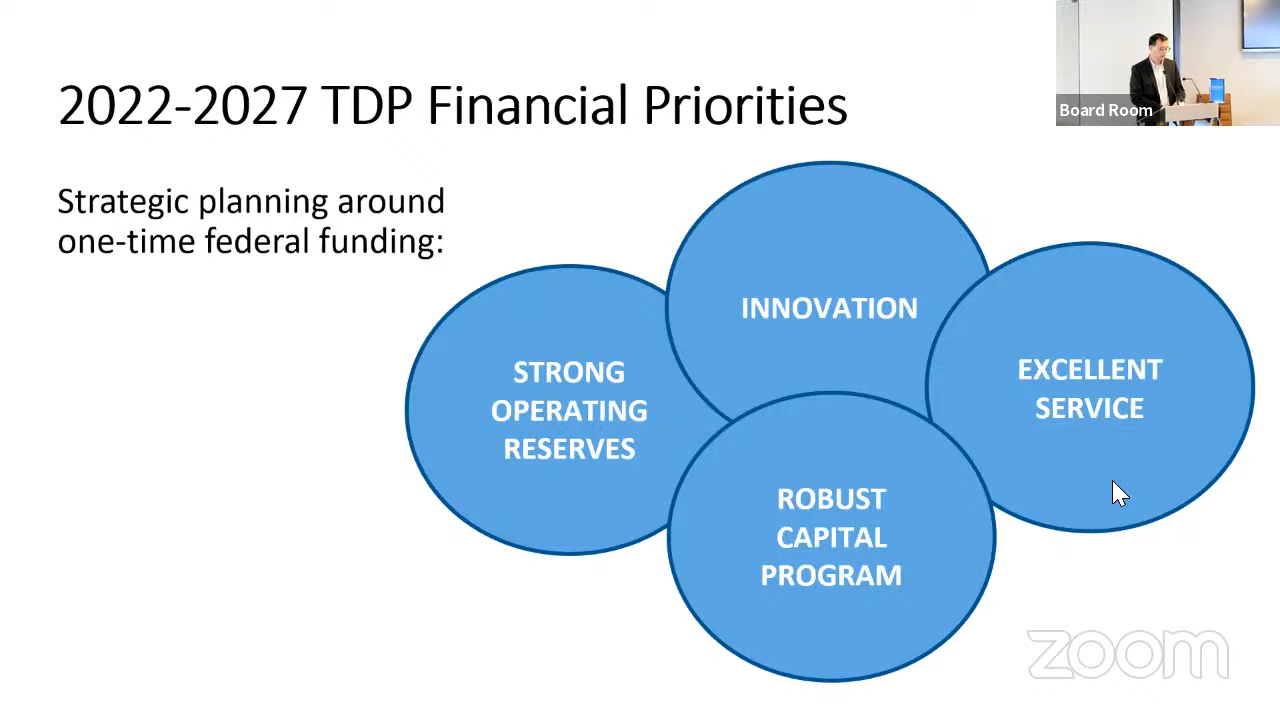 2022-2027 TDP Financial Priorities
Board Room
Strategic planning around
one-time federal funding:
INNOVATION
STRONG
OPERATING
RESERVES
EXCELLENT
SERVICE
ROBUST
CAPITAL
PROGRAM
zoom